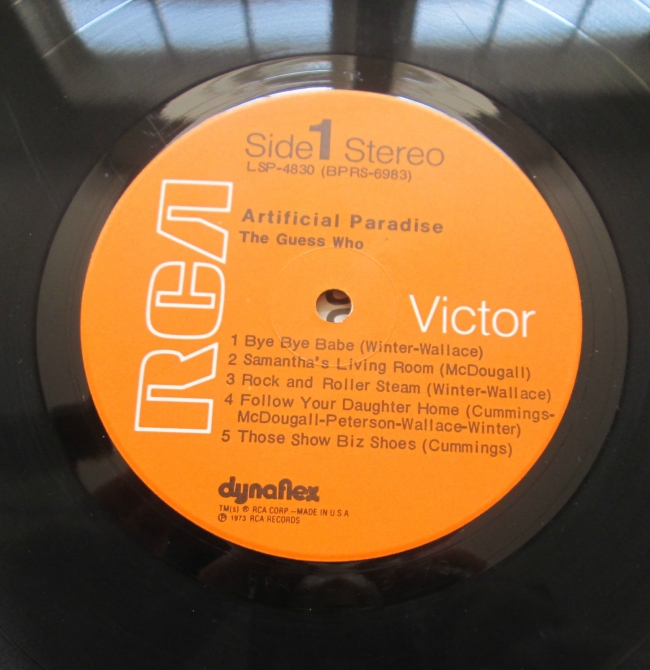 Side 1 Stereo
LSP-4830 (BPRS-6983)
RCA
Artificial Paradise
The Guess Who
Victor
1 Bye Bye Babe (Winter-Wallace)
2 Samantha's Living Room (McDougall)
3 Rock and Roller Steam (Winter-Wallace)
4 Follow Your Daughter Home (Cummings-
McDougall-Peterson-Wallace-Winter)
5 Those Show Biz Shoes (Cummings)
dynaflex
TM(s) ® RCA CORP.—MADE IN U.S.A
℗ 1973 RCA RECORDS